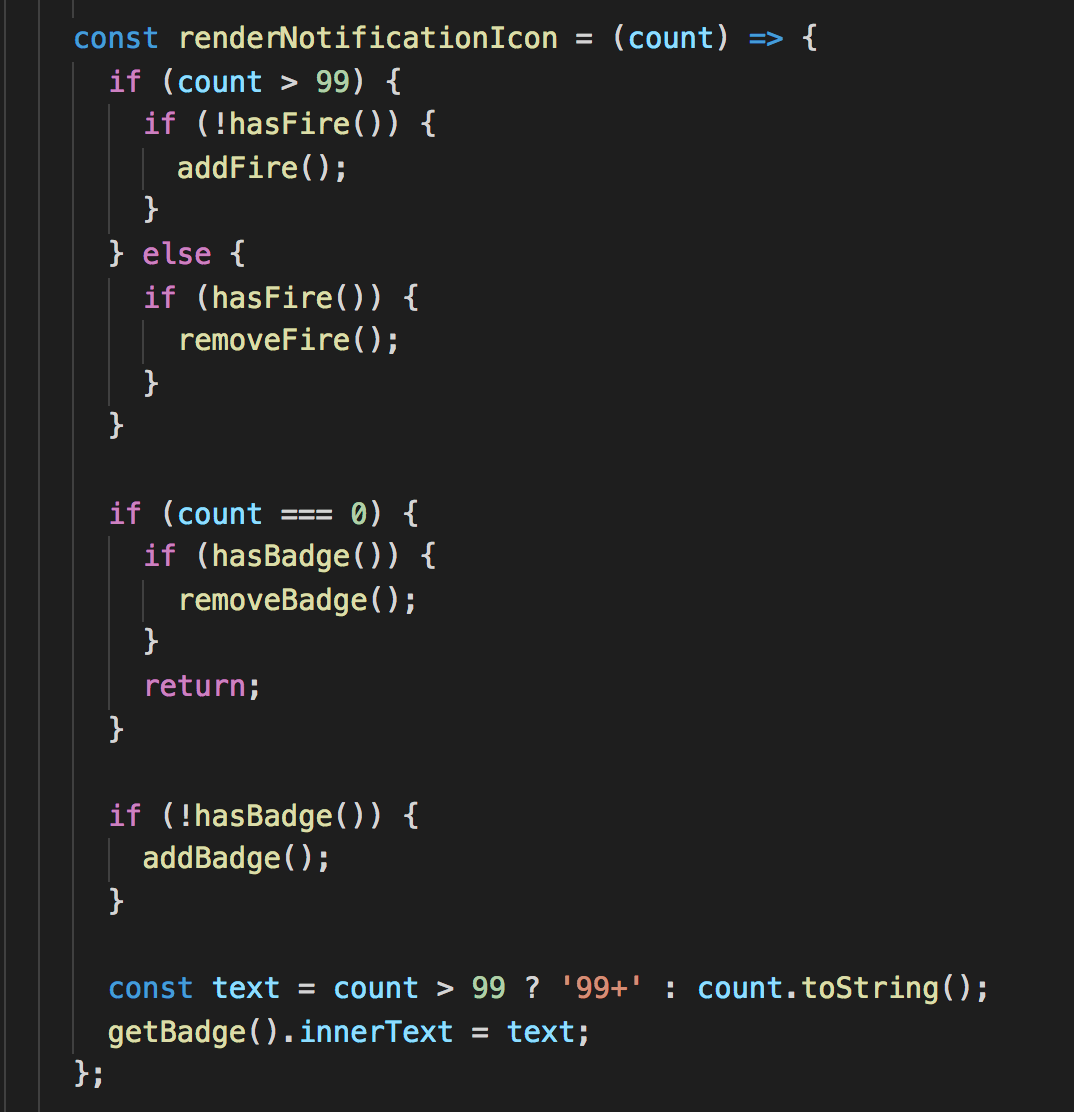 const renderNotificationIcon = (count) => {
  if (count > 99) {
    if (!hasFire()) {
      addFire();
    }
  } else {
    if (hasFire()) {
      removeFire();
    }
  }

  if (count === 0) {
    if (hasBadge()) {
      removeBadge();
    }
    return;
  }

  if (!hasBadge()) {
    addBadge();
  }

  const text = count > 99 ? '99+' : count.toString();
  getBadge().innerText = text;
};